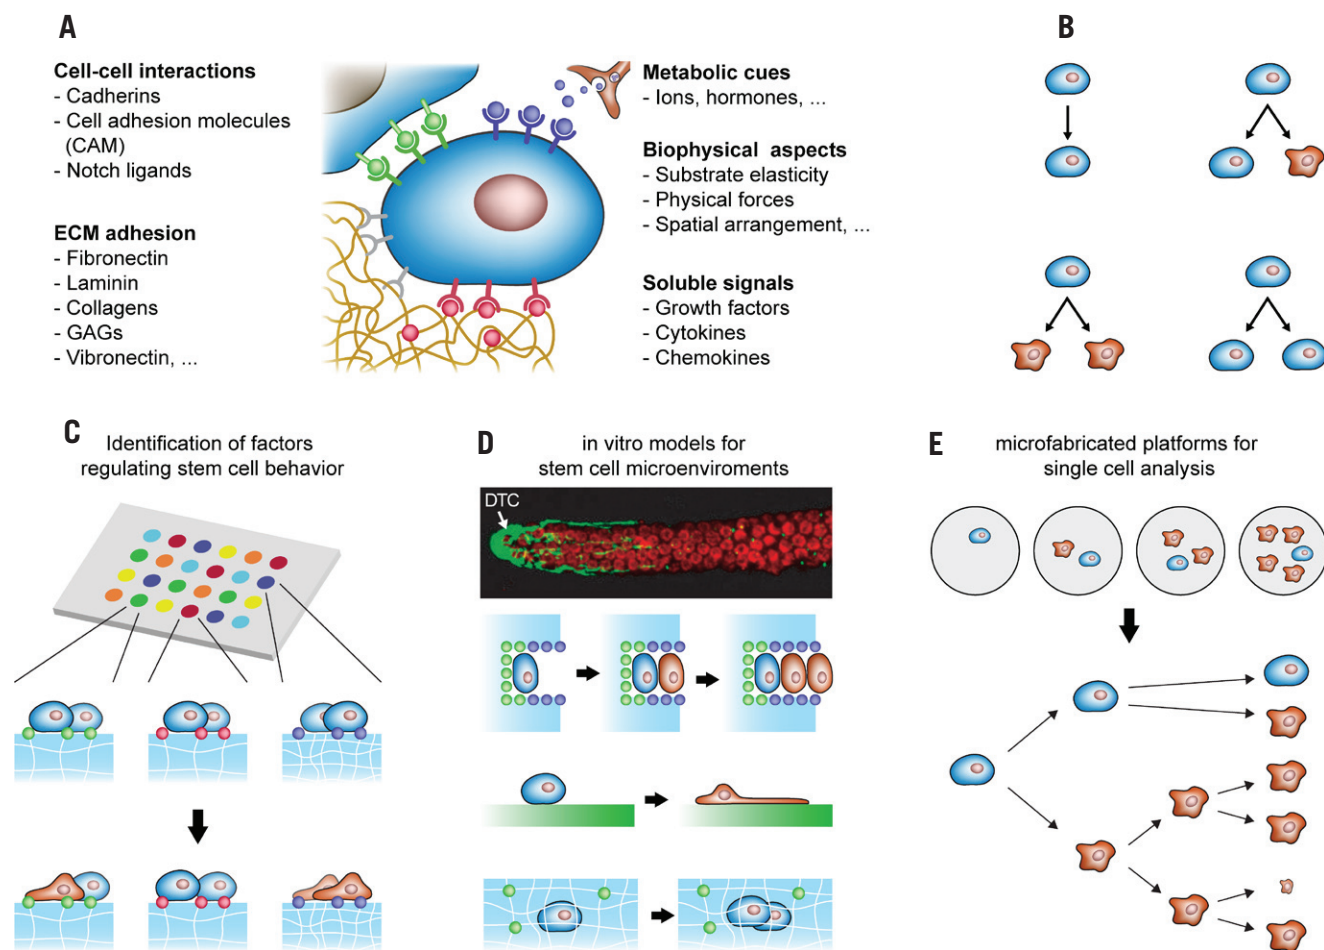 A
Cell-cell interactions
- Cadherins
- Cell adhesion molecules
(CAM)
- Notch ligands
ECM adhesion
- Fibronectin
- Laminin
- Collagens
- GAGs
- Vibronectin, ...
Metabolic cues
- Ions, hormones, ...
Biophysical aspects
- Substrate elasticity
- Physical forces
- Spatial arrangement, ...
Soluble signals
- Growth factors
- Cytokines
- Chemokines
B
C
Identification of factors
regulating stem cell behavior
D
in vitro models for
stem cell microenviroments
DTC
E
microfabricated platforms for
single cell analysis